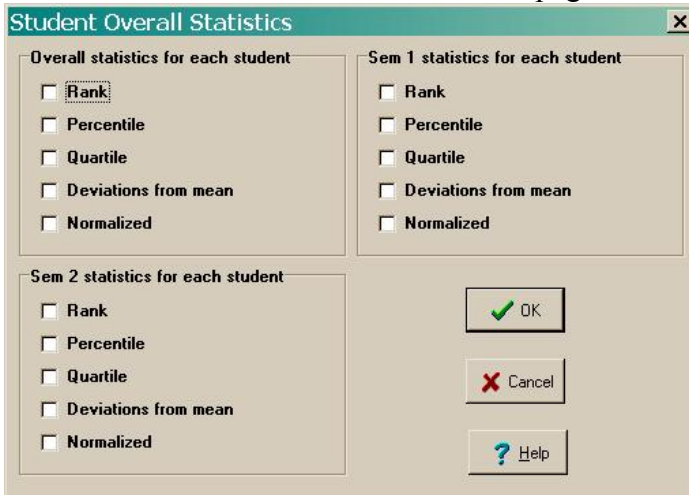 pag
Student Overall Statistics
Overall statistics for each student
Rank
Percentile
Quartile
Deviations from mean
Normalized
Sem 1 statistics for each student
Rank
Percentile
Quartile
Deviations from mean
Normalized
Sem 2 statistics for each student
Rank
Percentile
Quartile
Deviations from mean
Normalized
OK
Cancel
? Help